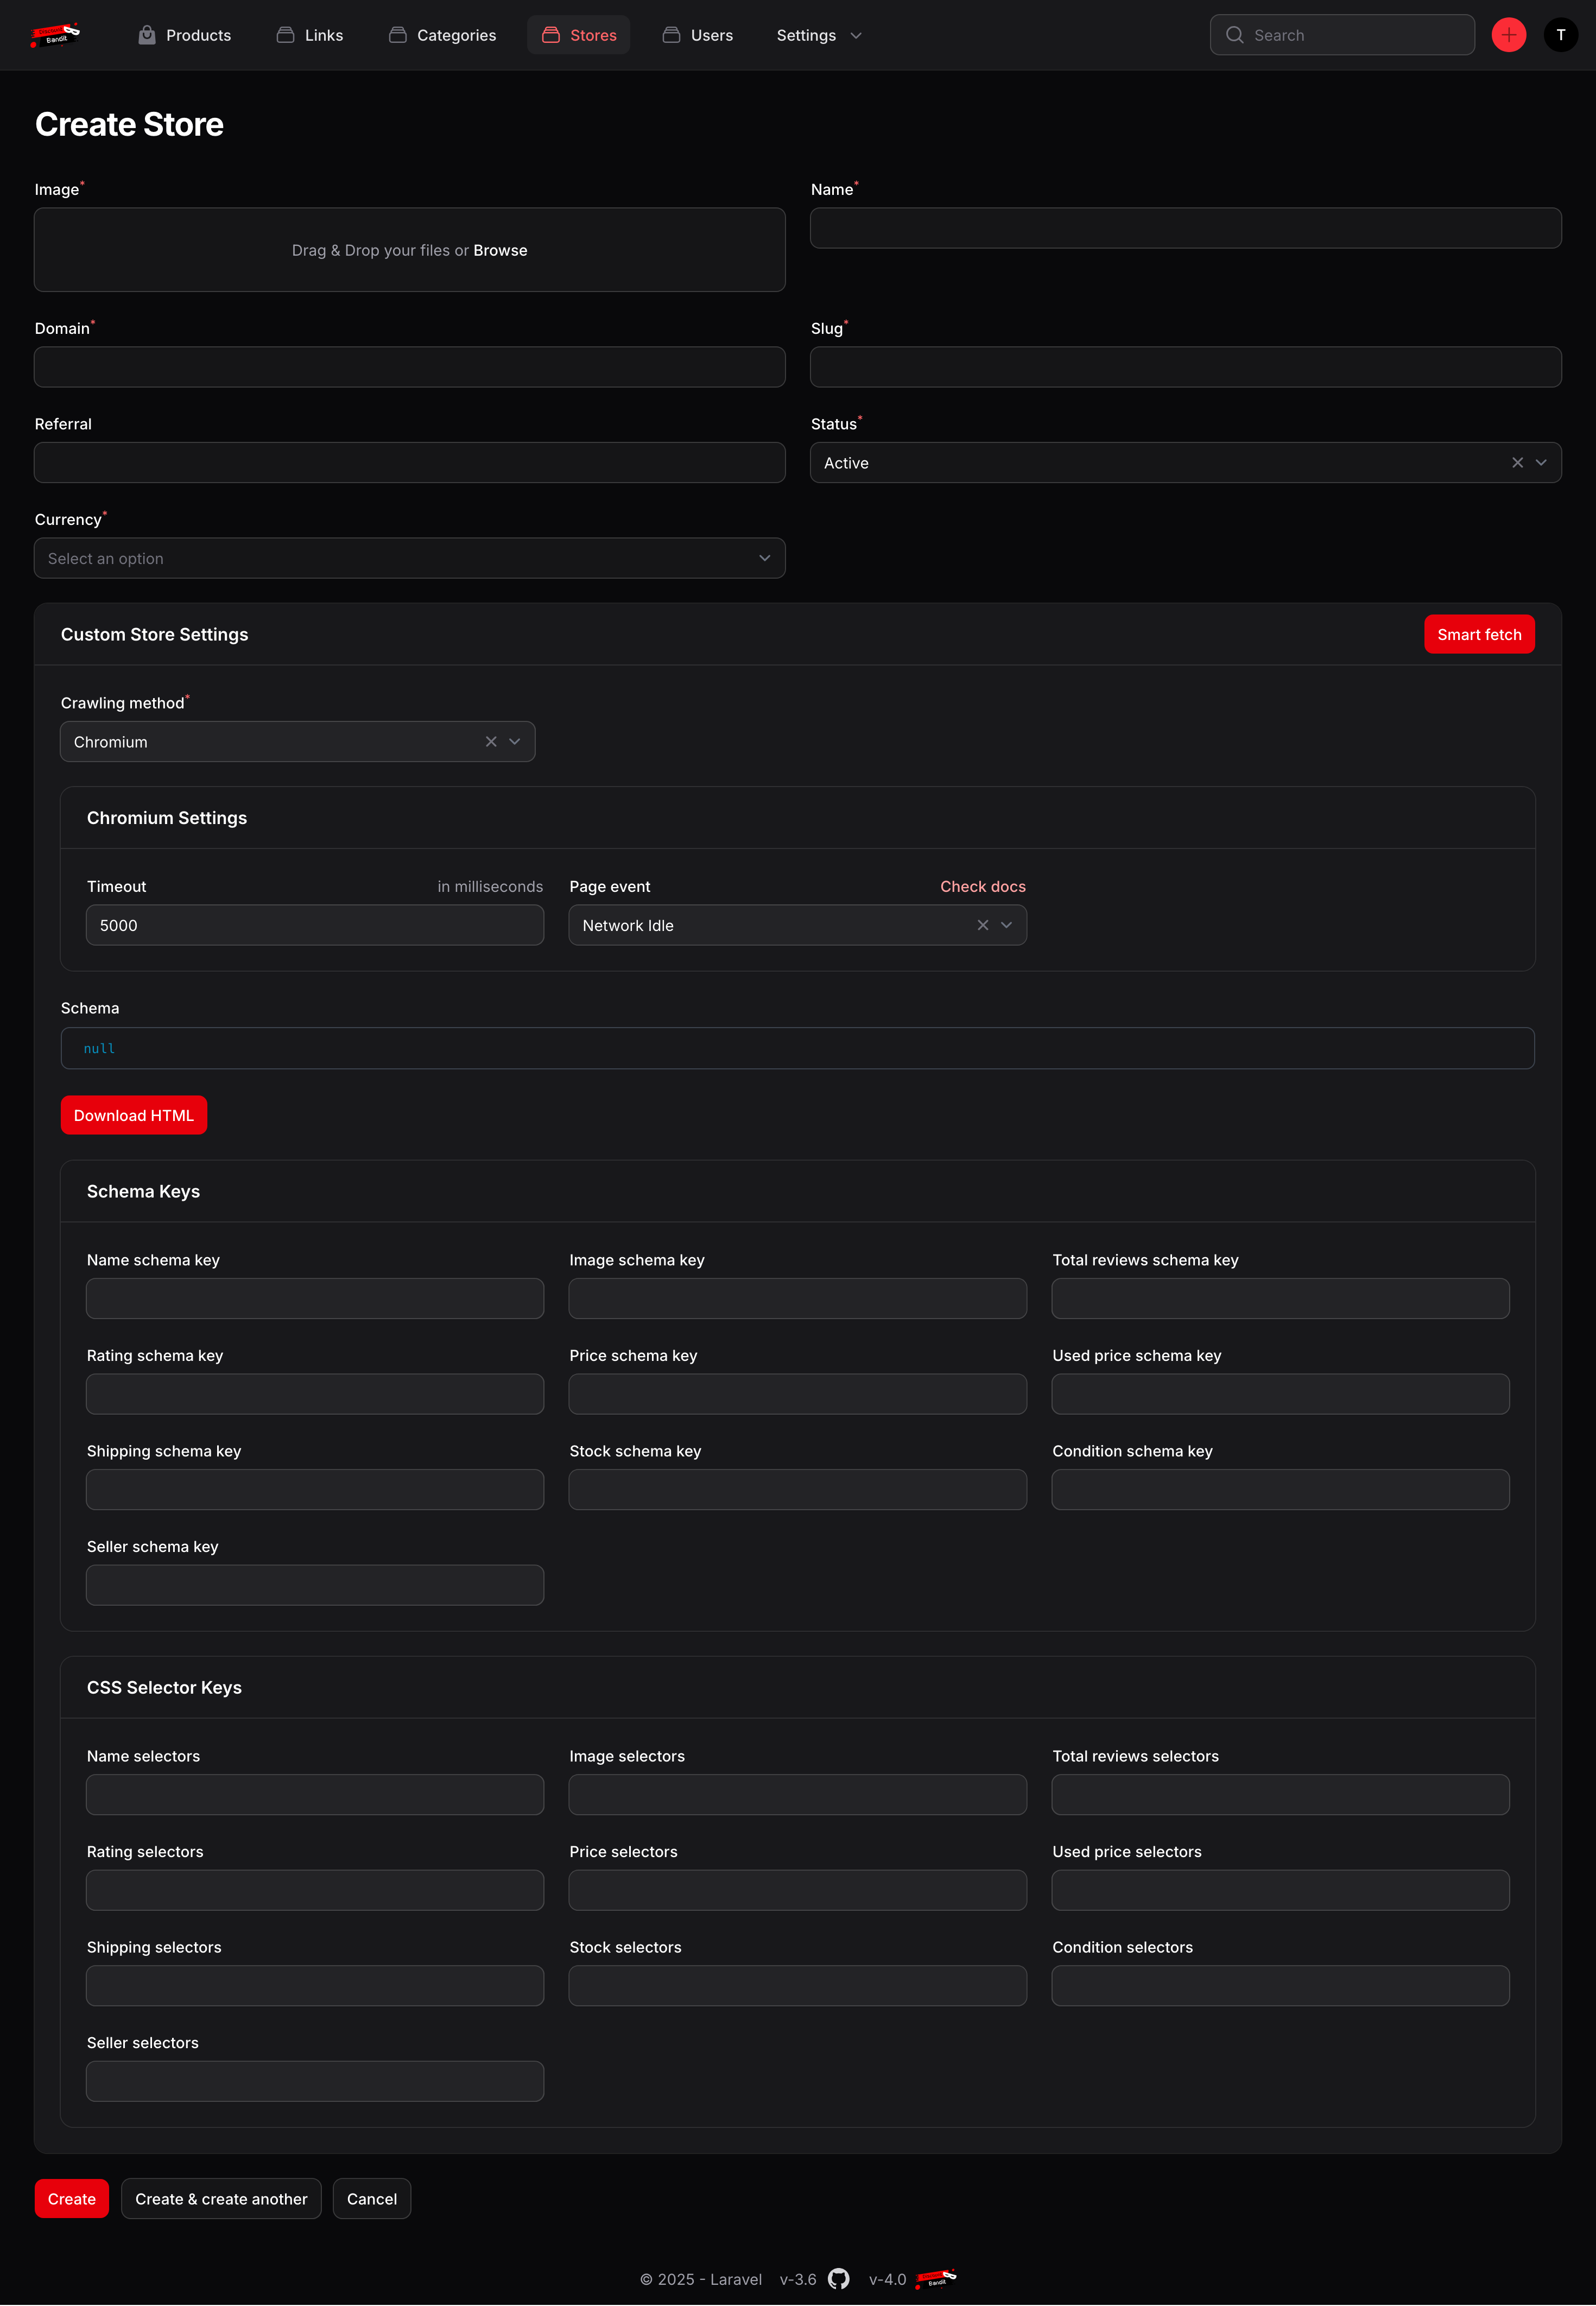 Bandit
Products
Links
Categories
Stores
Users
Settings
Search
T
Create Store
Image*
Drag & Drop your files or Browse
Name*
Domain*
Slug*
Referral
Status*
Active
Currency*
Select an option
Custom Store Settings
Smart fetch
Crawling method*
Chromium
Chromium Settings
Timeout
in milliseconds
5000
Page event
Check docs
Network Idle
Schema
null
Download HTML
Schema Keys
Name schema key
Image schema key
Total reviews schema key
Rating schema key
Price schema key
Used price schema key
Shipping schema key
Stock schema key
Condition schema key
Seller schema key
CSS Selector Keys
Name selectors
Image selectors
Total reviews selectors
Rating selectors
Price selectors
Used price selectors
Shipping selectors
Stock selectors
Condition selectors
Seller selectors
Create
Create & create another
Cancel
© 2025 - Laravel
v-3.6
v-4.0
Bandit